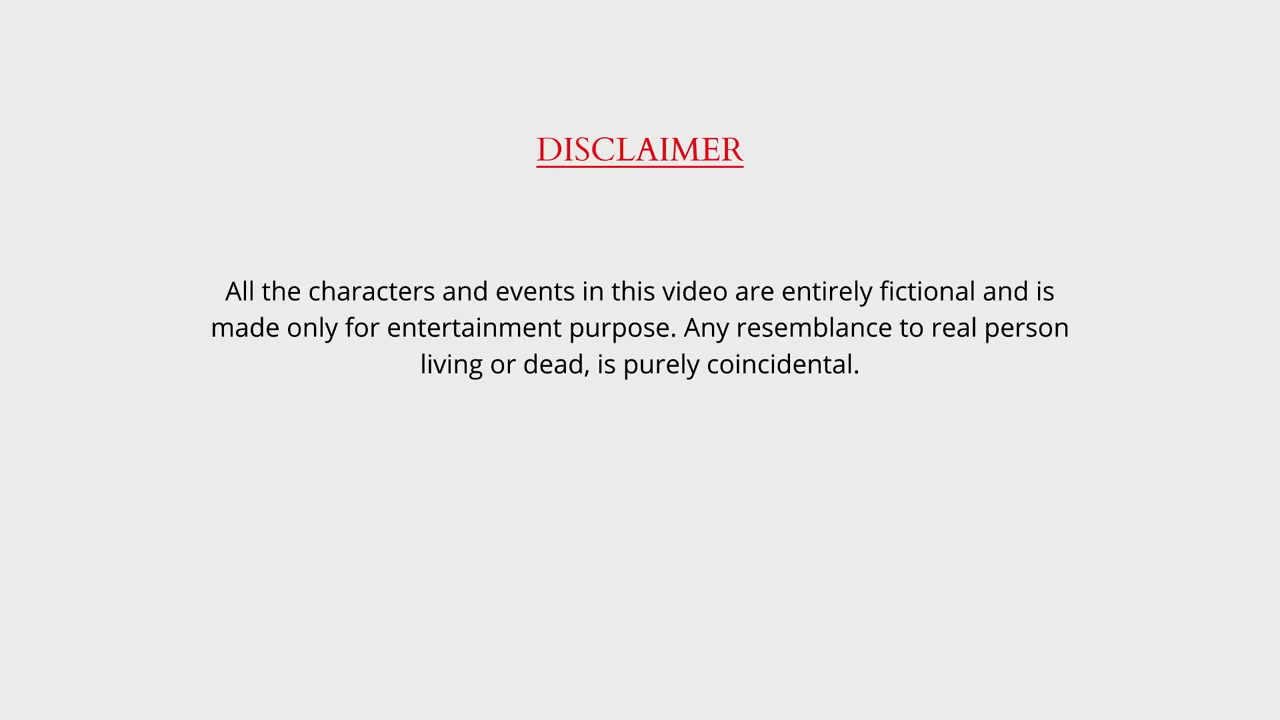 DISCLAIMER
All the characters and events in this video are entirely fictional and is
made only for entertainment purpose. Any resemblance to real person
living or dead, is purely coincidental.